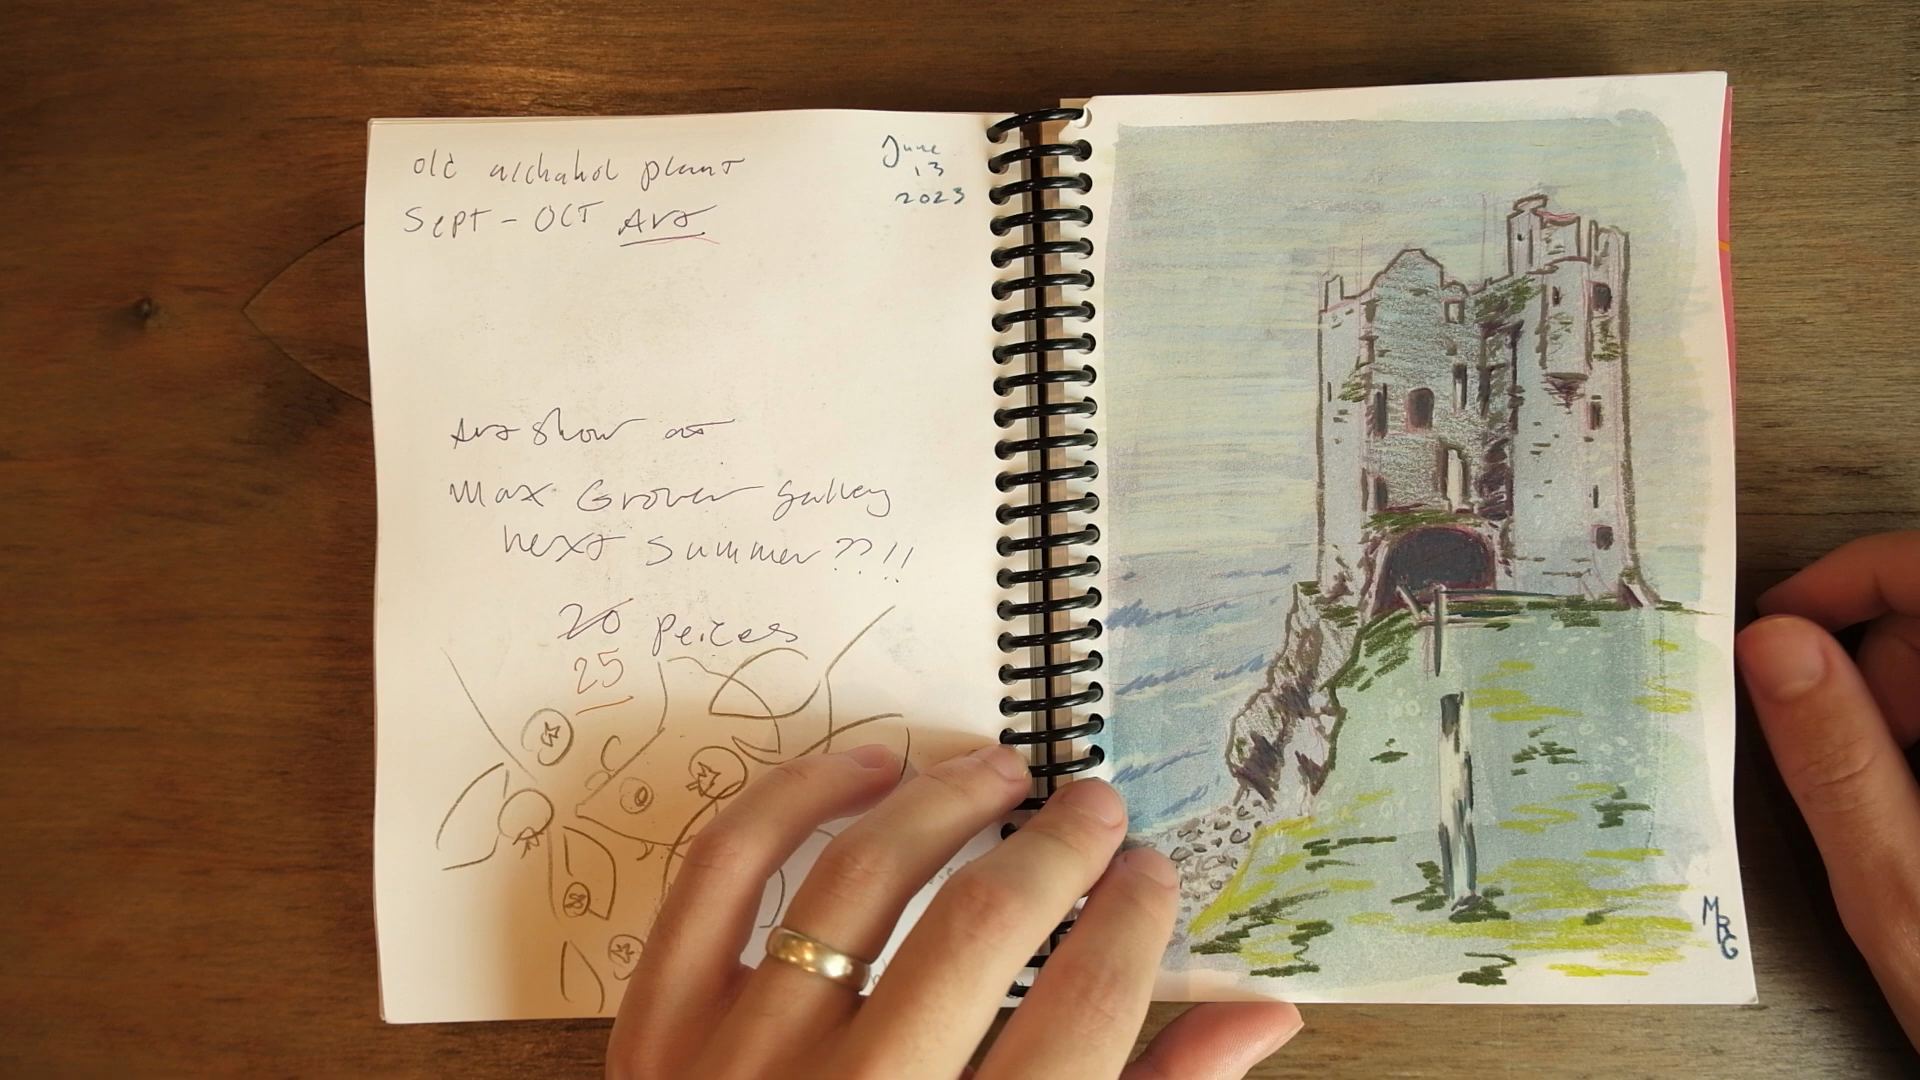 old alchahol plant
Sept - OCT Art
June
13
2023
Art show at
Max Grover gallery
next summer??!!
20 peices
25
MRG